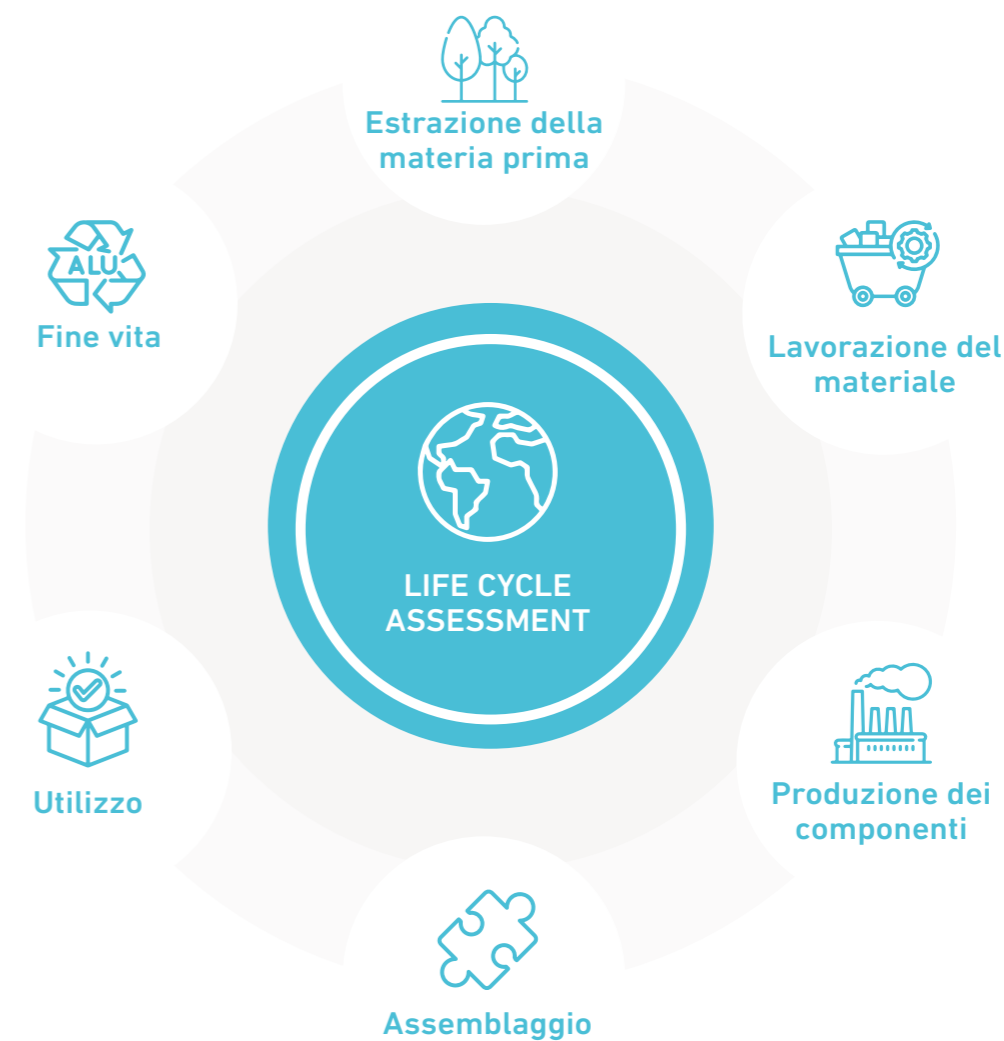 Estrazione della
materia prima
Lavorazione del
materiale
Produzione dei
componenti
Assemblaggio
Utilizzo
ALU
Fine vita
LIFE CYCLE
ASSESSMENT